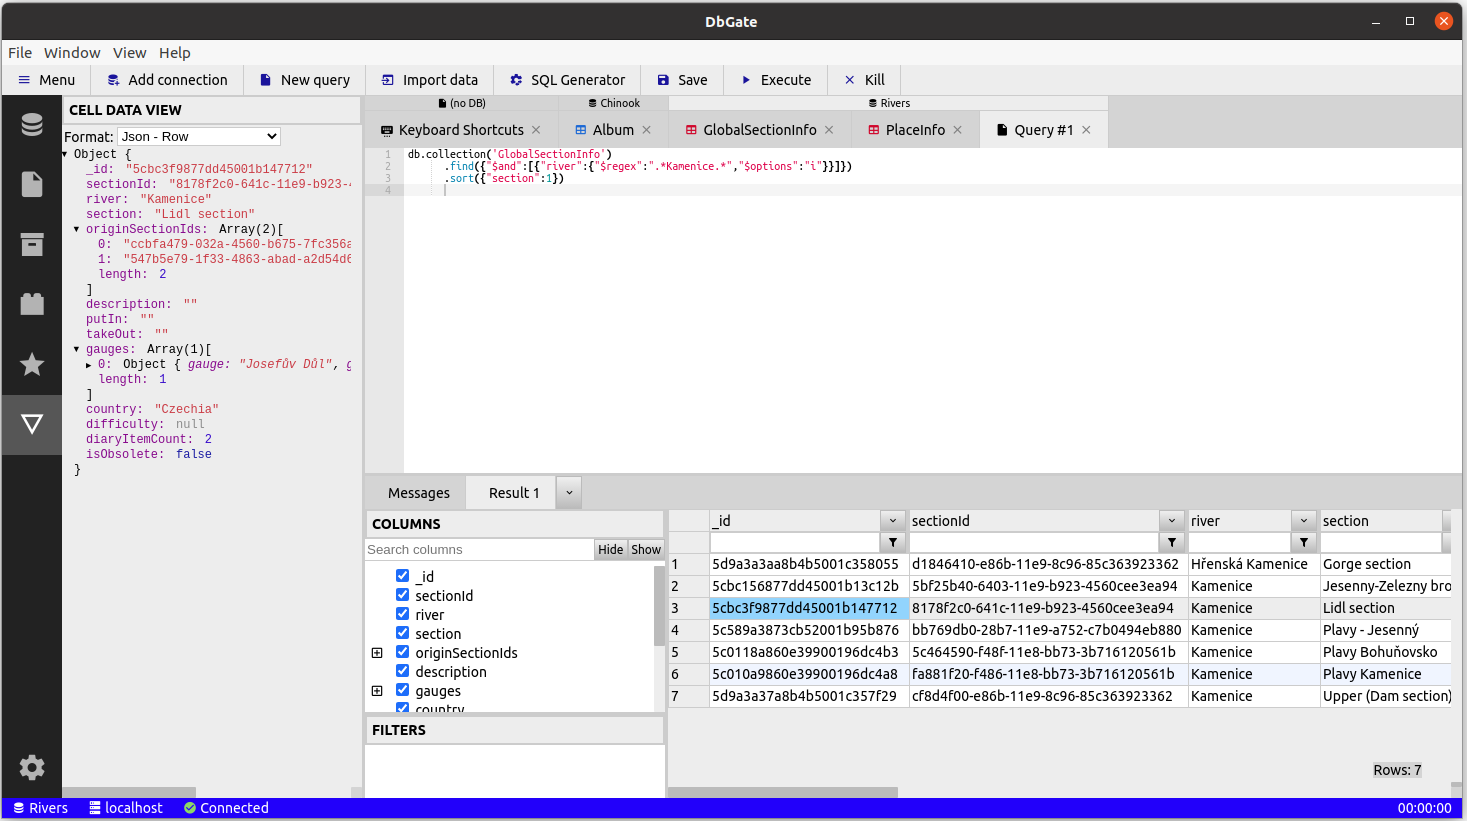 DbGate
File Window View Help
Menu Add connection New query Import data SQL Generator Save Execute Kill
CELL DATA VIEW
Format: Json - Row
Object {
_id: "5cbc3f9877dd45001b147712"
sectionId: "8178f2c0-641c-11e9-b923-4
river: "Kamenice"
section: "Lidl section"
originSectionIds: Array(2)[
0: "ccbfa479-032a-4560-b675-7fc356a
1: "547b5e79-1f33-4863-abad-a2d54d6
length: 2
]
description: ""
putIn: ""
takeOut: ""
gauges: Array(1)[
0: Object { gauge: "Josefův Důl", g
length: 1
]
country: "Czechia"
difficulty: null
diaryItemCount: 2
isObsolete: false
}
(no DB) Chinook Rivers
Keyboard Shortcuts Album GlobalSectionInfo PlaceInfo Query #1
1 db.collection('GlobalSectionInfo')
2 .find({"$and":[{"river":{"$regex":".*Kamenice.*","$options":"i"}}]})
3 .sort({"section":1})
4
Messages Result 1
COLUMNS
Search columns Hide Show
_id
sectionId
river
section
originSectionIds
description
gauges
country
FILTERS
_id sectionId river section
1 5d9a3a3aa8b4b5001c358055 d1846410-e86b-11e9-8c96-85c363923362 Hřenská Kamenice Gorge section
2 5cbc156877dd45001b13c12b 5bf25b40-6403-11e9-b923-4560cee3ea94 Kamenice Jesenny-Zelezny bro
3 5cbc3f9877dd45001b147712 8178f2c0-641c-11e9-b923-4560cee3ea94 Kamenice Lidl section
4 5c589a3873cb52001b95b876 bb769db0-28b7-11e9-a752-c7b0494eb880 Kamenice Plavy - Jesenný
5 5c0118a860e39900196dc4b3 5c464590-f48f-11e8-bb73-3b716120561b Kamenice Plavy Bohuňovsko
6 5c010a9860e39900196dc4a8 fa881f20-f486-11e8-bb73-3b716120561b Kamenice Plavy Kamenice
7 5d9a3a37a8b4b5001c357f29 cf8d4f00-e86b-11e9-8c96-85c363923362 Kamenice Upper (Dam section)
Rows: 7
Rivers localhost Connected 00:00:00